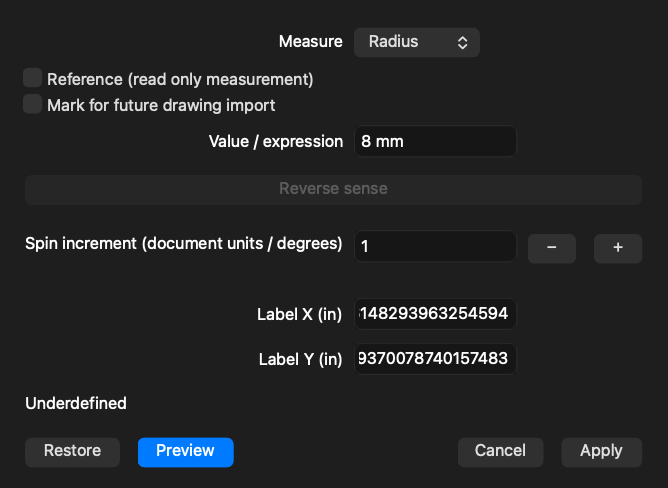 Measure Radius
Reference (read only measurement)
Mark for future drawing import
Value / expression 8 mm
Reverse sense
Spin increment (document units / degrees) 1 − +
Label X (in) 148293963254594
Label Y (in) 9370078740157483
Underdefined
Restore Preview Cancel Apply